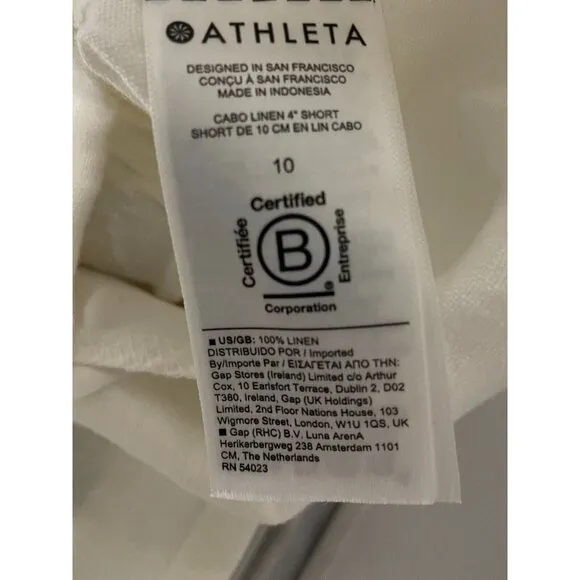 ATHLETA
DESIGNED IN SAN FRANCISCO
CONÇU À SAN FRANCISCO
MADE IN INDONESIA
CABO LINEN 4" SHORT
SHORT DE 10 CM EN LIN CABO
10
Certified
Certifiée
B
Entreprise
®
Corporation
■ US/GB: 100% LINEN
DISTRIBUIDO POR / Imported
By/Importe Par / ΕΙΣΑΓΕΤΑΙ ΑΠΟ ΤΗΝ:
Gap Stores (Ireland) Limited c/o Arthur
Cox, 10 Earlsfort Terrace, Dublin 2, D02
T380, Ireland, Gap (UK Holdings)
Limited, 2nd Floor Nations House, 103
Wigmore Street, London, W1U 1QS, UK
■ Gap (RHC) B.V. Luna ArenA
Herikerbergweg 238 Amsterdam 1101
CM, The Netherlands
RN 54023